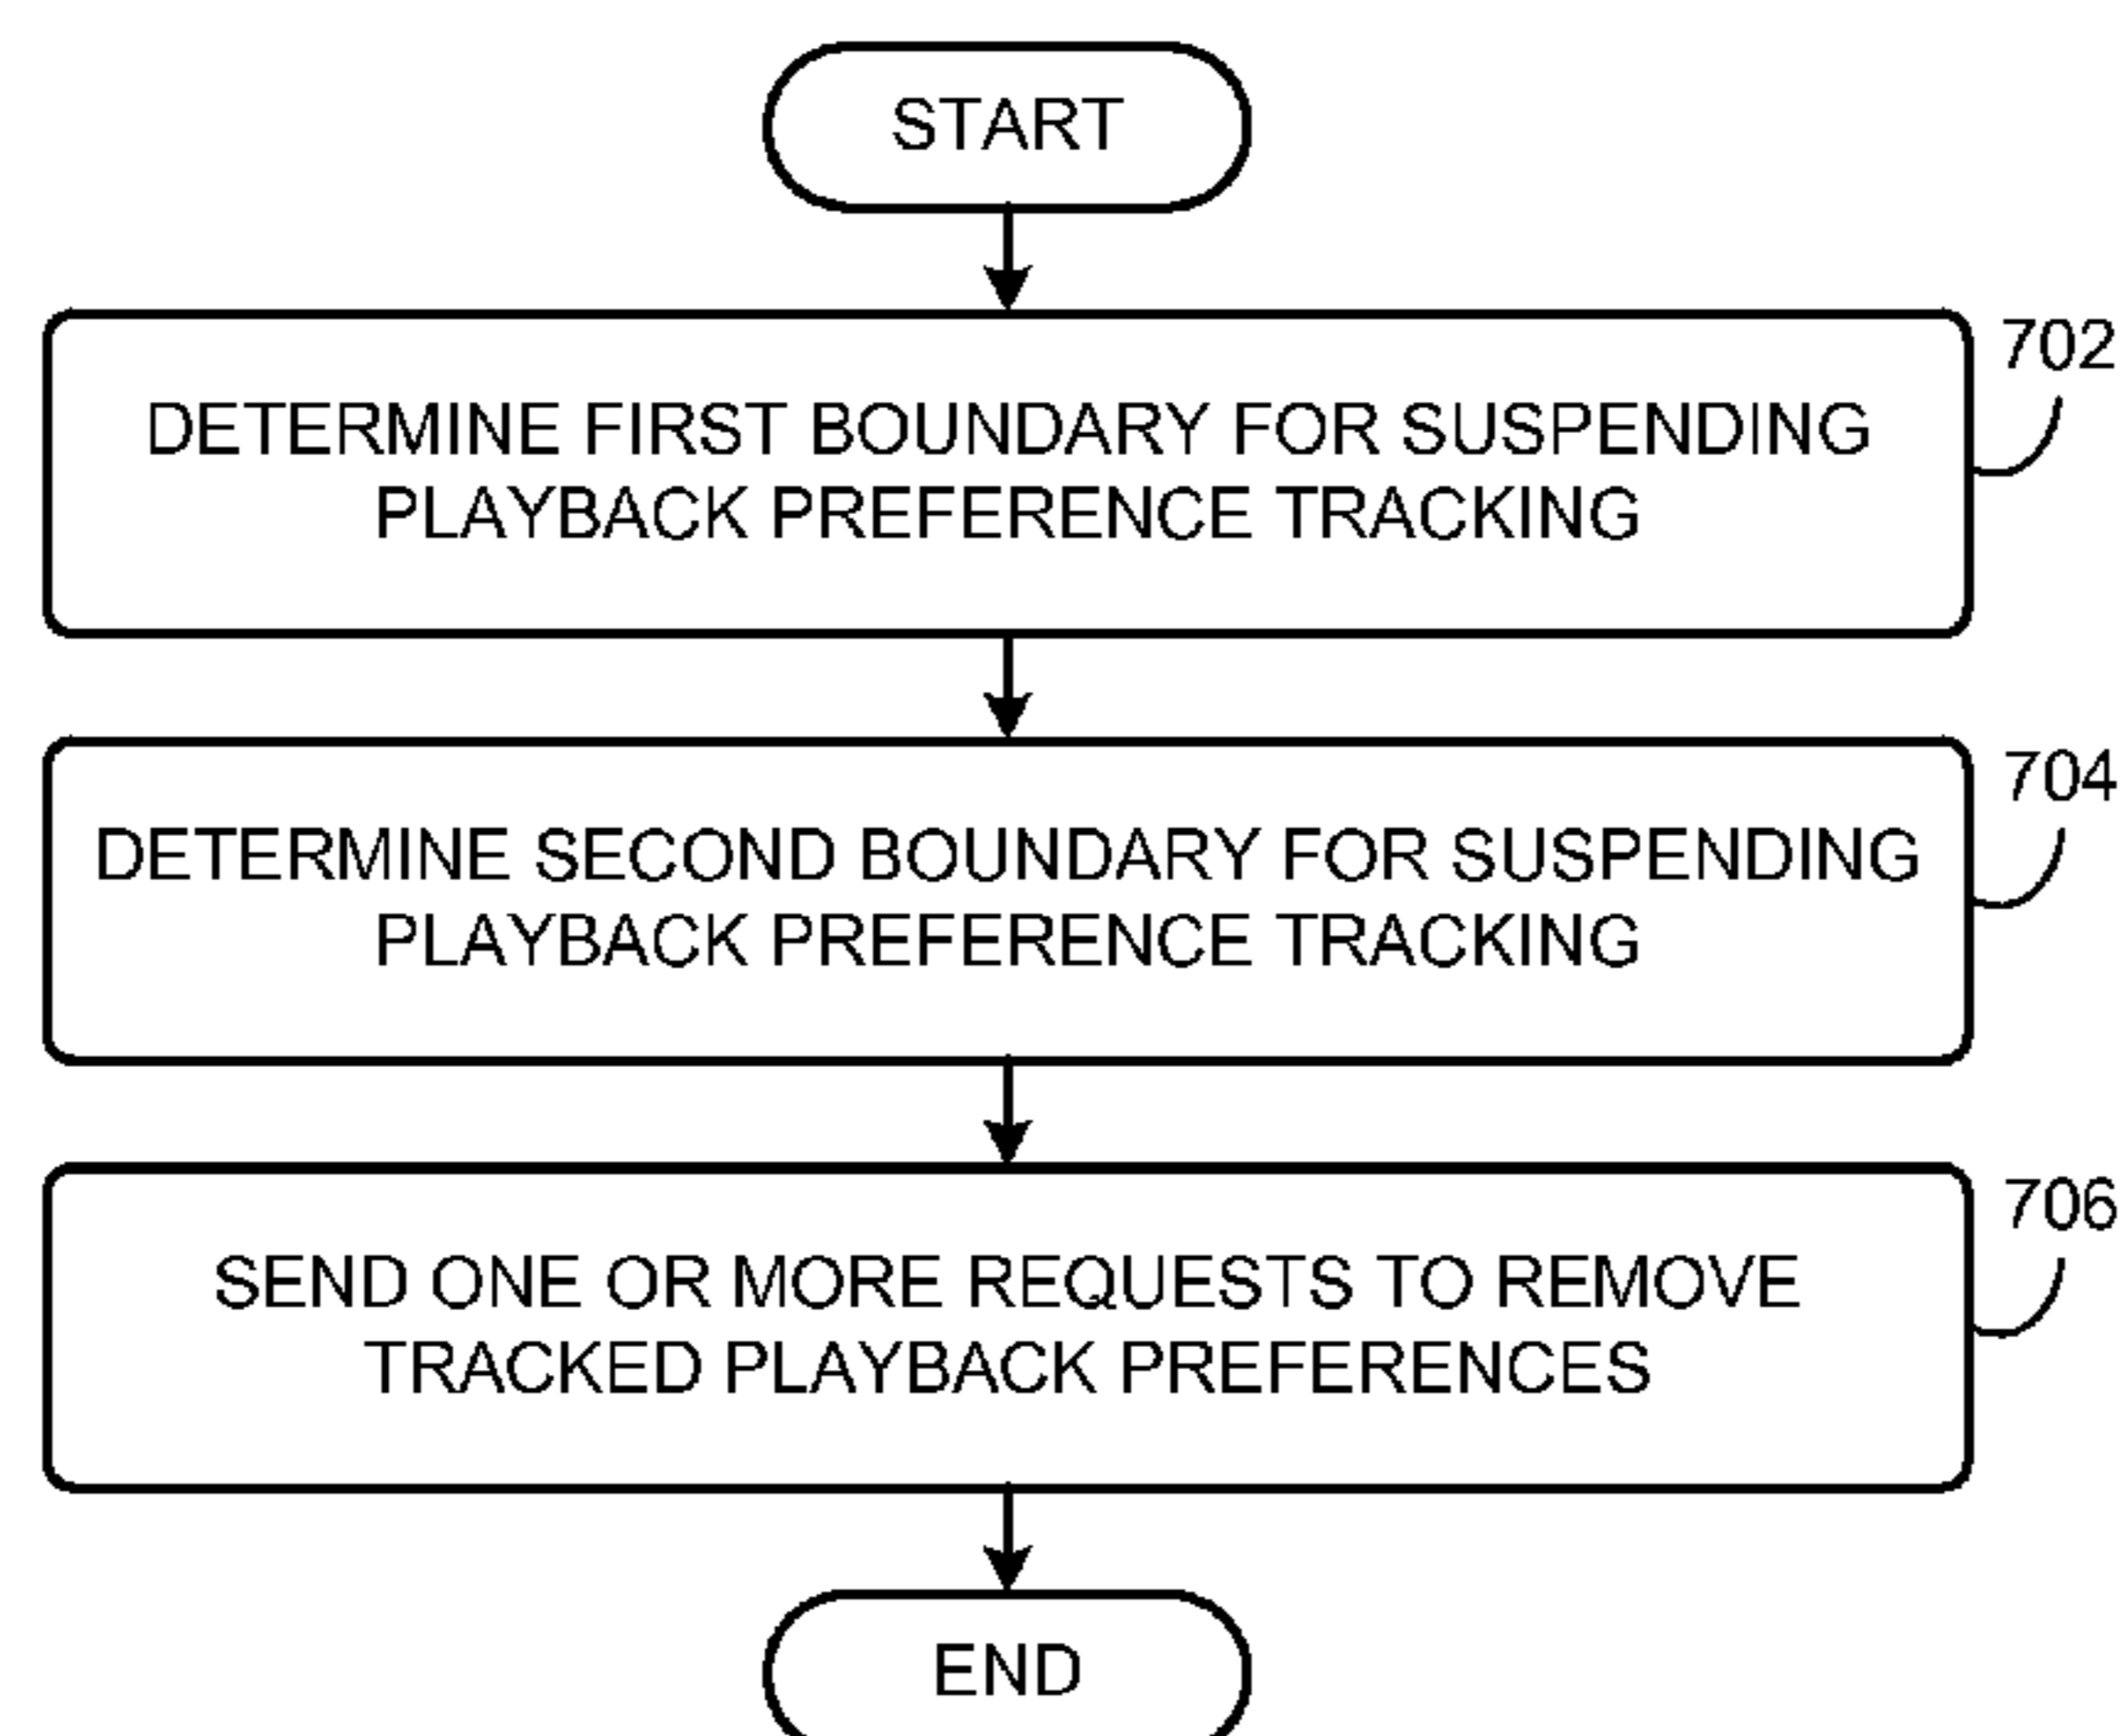 START
702
DETERMINE FIRST BOUNDARY FOR SUSPENDING
PLAYBACK PREFERENCE TRACKING
704
DETERMINE SECOND BOUNDARY FOR SUSPENDING
PLAYBACK PREFERENCE TRACKING
706
SEND ONE OR MORE REQUESTS TO REMOVE
TRACKED PLAYBACK PREFERENCES
END